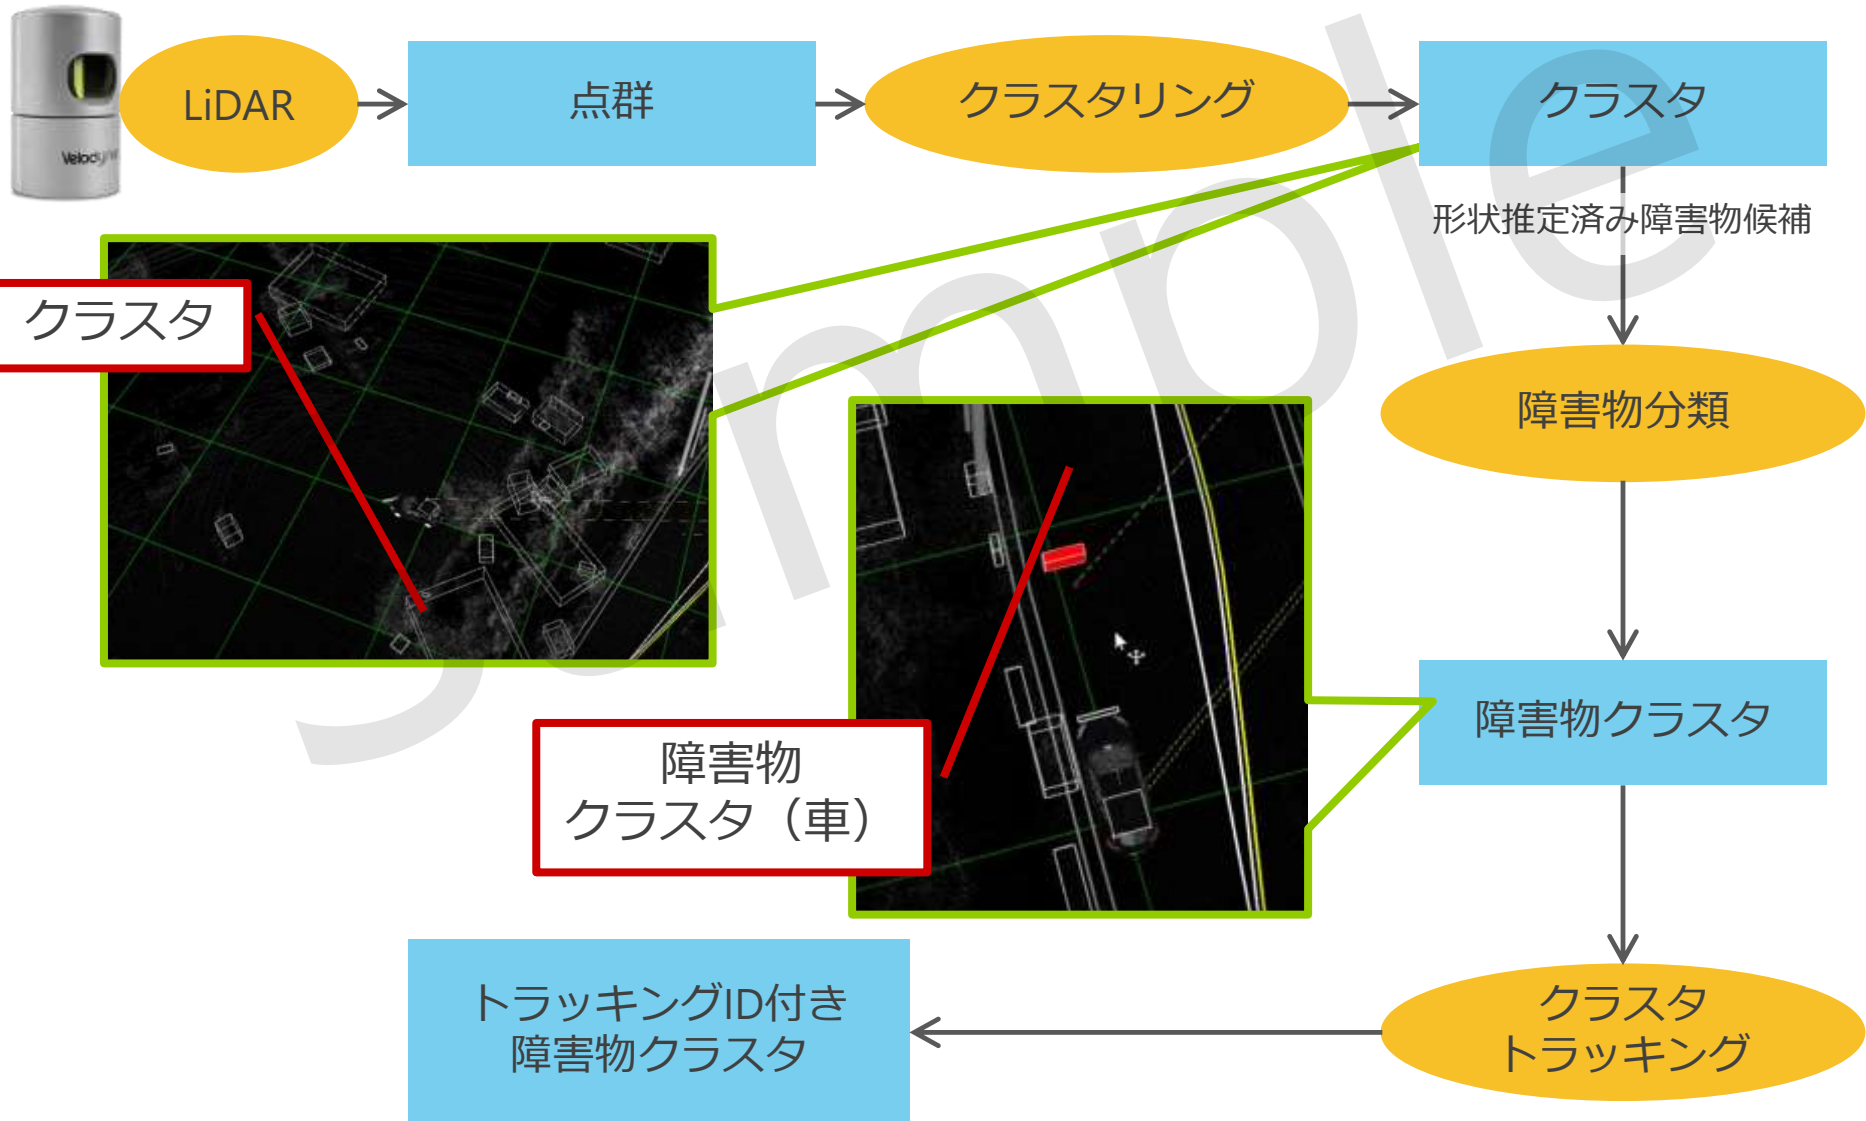 LiDAR
点群
クラスタリング
クラスタ
形状推定済み障害物候補
クラスタ
障害物分類
障害物クラスタ
障害物
クラスタ（車）
トラッキングID付き
障害物クラスタ
クラスタ
トラッキング
Velodyne
sample